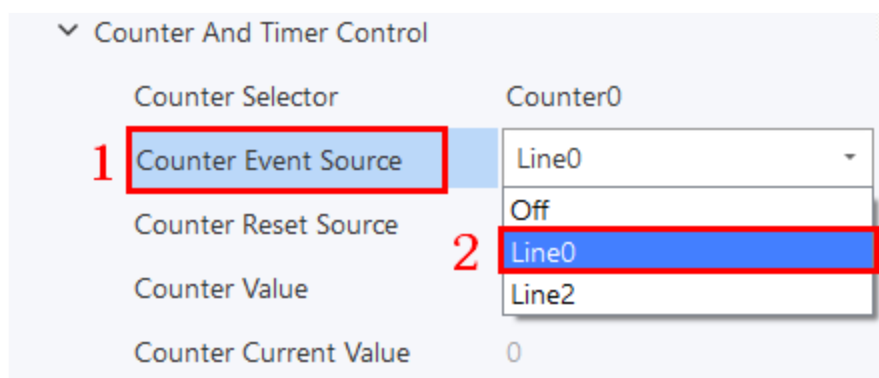 Counter And Timer Control
Counter Selector Counter0
1 Counter Event Source Line0
Off
Counter Reset Source
2 Line0
Counter Value Line2
Counter Current Value 0